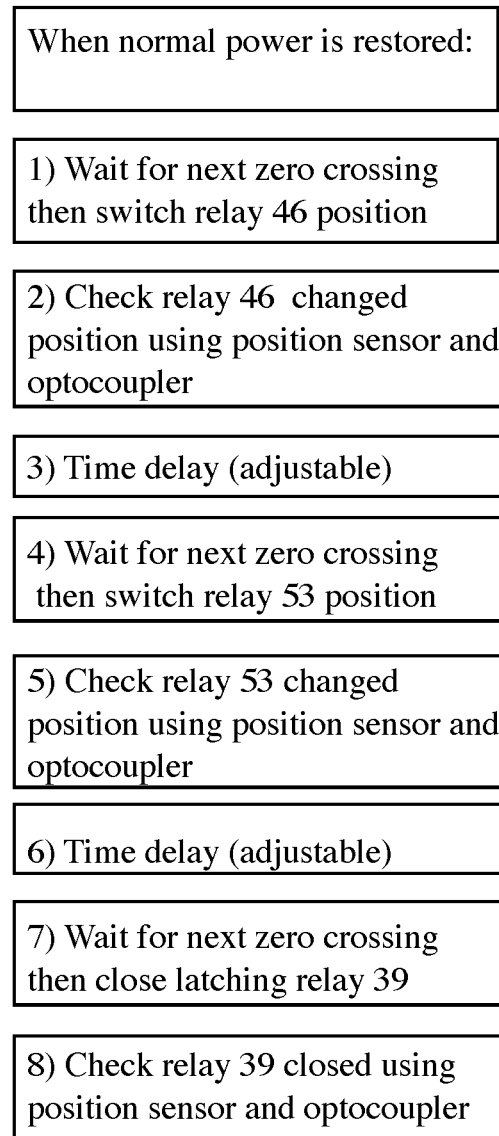 When normal power is restored:
1) Wait for next zero crossing
then switch relay 46 position
2) Check relay 46 changed
position using position sensor and
optocoupler
3) Time delay (adjustable)
4) Wait for next zero crossing
then switch relay 53 position
5) Check relay 53 changed
position using position sensor and
optocoupler
6) Time delay (adjustable)
7) Wait for next zero crossing
then close latching relay 39
8) Check relay 39 closed using
position sensor and optocoupler